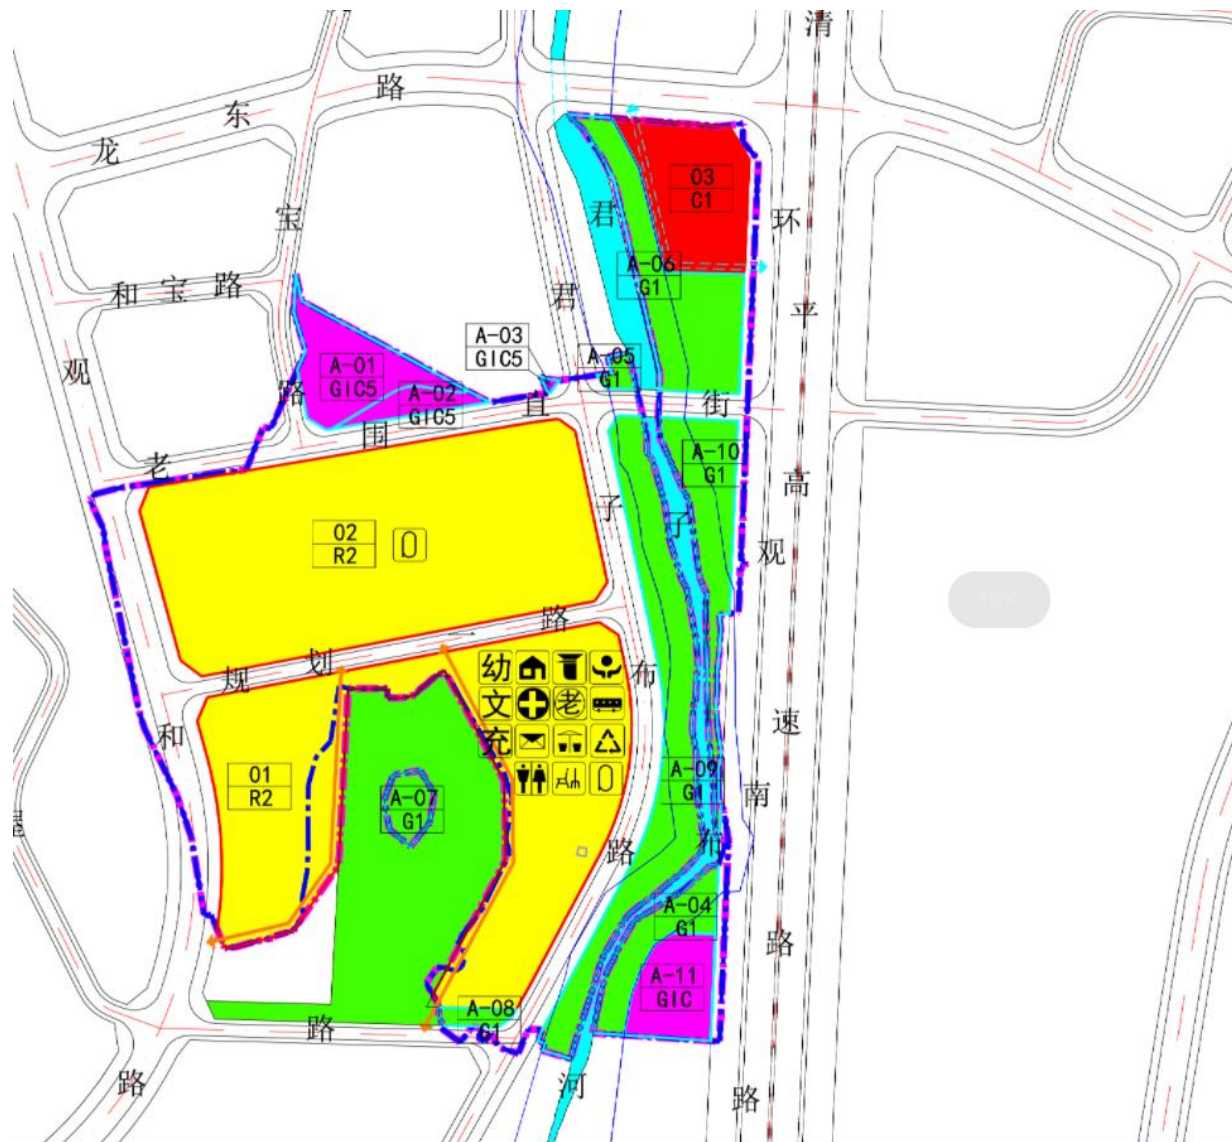 清
路
东
龙
03
C1
宝
君
环
A-06
G1
和宝路
君
平
A-03
GIC5
A-05
G1
观
A-01
GIC5
A-02
GIC5
路
直
街
围
A-10
G1
老
高
子
子
02
R2
观
路
一
划
规
幼
布
文
老
和
充
速
01
R2
A-09
G1
南
A-07
G1
布
路
A-04
G1
路
A-11
GIC
A-08
G1
路
河
路
路